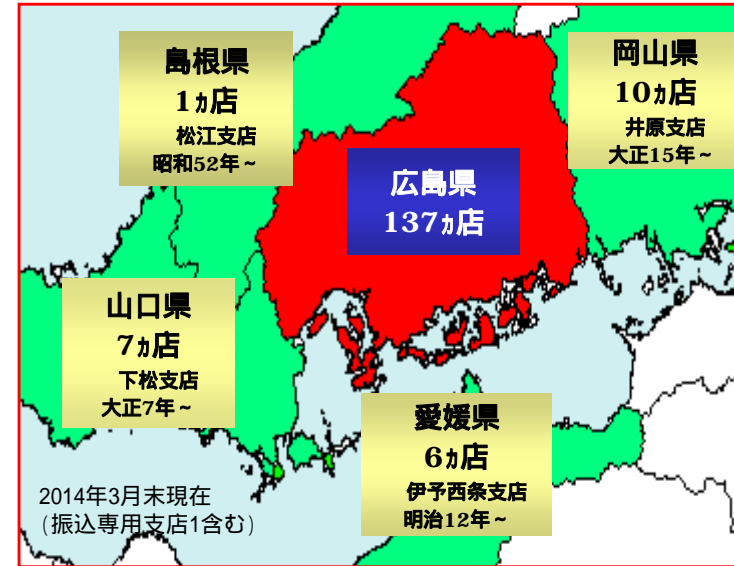 島根県
1ヵ店
松江支店
昭和52年~
岡山県
10ヵ店
井原支店
大正15年~
広島県
137ヵ店
山口県
7ヵ店
下松支店
大正7年~
愛媛県
6ヵ店
伊予西条支店
明治12年~
2014年3月末現在
(振込専用支店1含む)